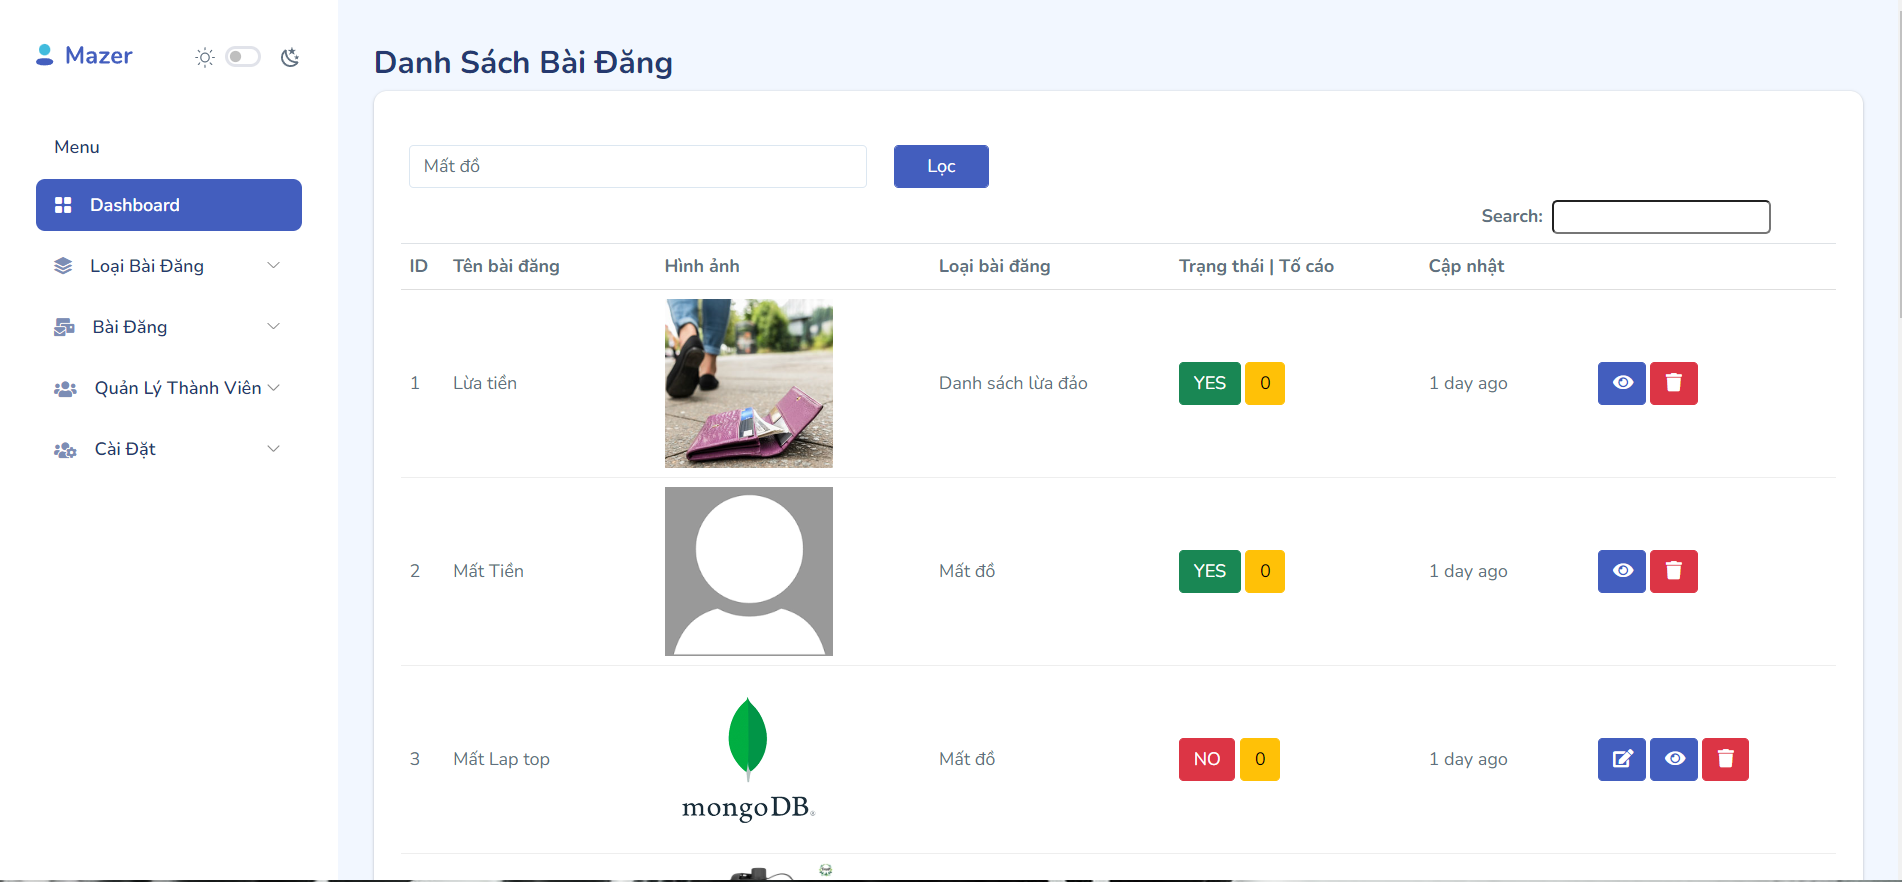 Mazer
Menu
Dashboard
Loại Bài Đăng
Bài Đăng
Quản Lý Thành Viên
Cài Đặt
Danh Sách Bài Đăng
Mất đồ
Lọc
Search:
ID Tên bài đăng Hình ảnh Loại bài đăng Trạng thái | Tố cáo Cập nhật
1 Lừa tiền Danh sách lừa đảo YES 0 1 day ago
2 Mất Tiền Mất đồ YES 0 1 day ago
3 Mất Lap top mongoDB® Mất đồ NO 0 1 day ago